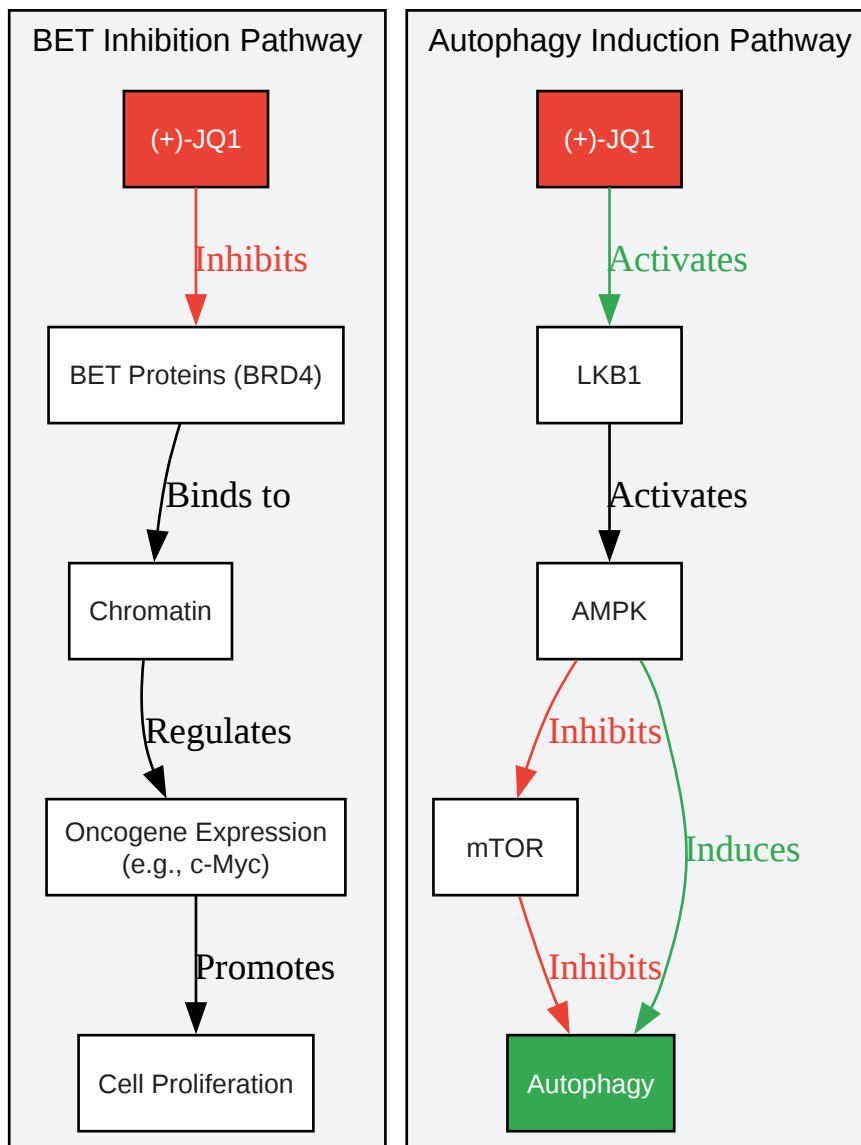 BET Inhibition Pathway
(+)-JQ1
Inhibits
BET Proteins (BRD4)
Binds to
Chromatin
Regulates
Oncogene Expression
(e.g., c-Myc)
Promotes
Cell Proliferation
Autophagy Induction Pathway
(+)-JQ1
Activates
LKB1
Activates
AMPK
Inhibits
mTOR
Induces
Inhibits
Autophagy